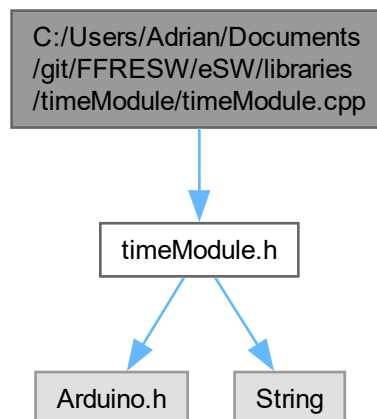 C:/Users/Adrian/Documents
/git/FFRESW/eSW/libraries
/timeModule/timeModule.cpp
timeModule.h
Arduino.h
String